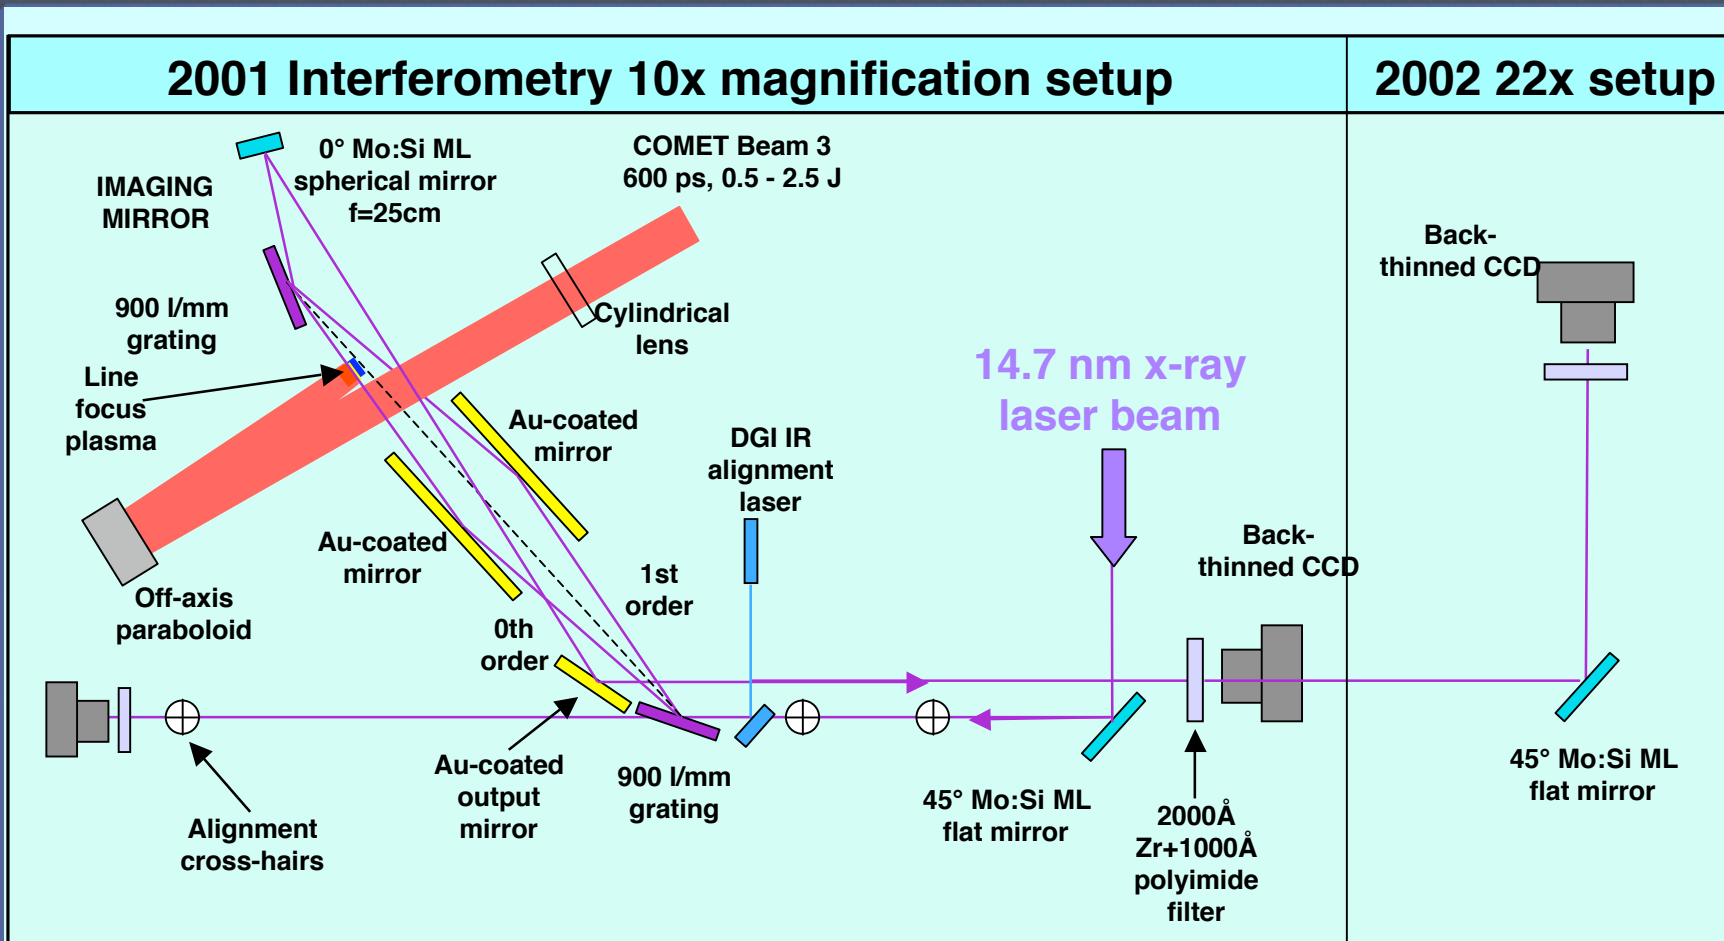 2001 Interferometry 10x magnification setup
2002 22x setup
0° Mo:Si ML
spherical mirror
f=25cm
COMET Beam 3
600 ps, 0.5 - 2.5 J
IMAGING
MIRROR
Back-
thinned CCD
900 l/mm
grating
Cylindrical
lens
Line
focus
plasma
14.7 nm x-ray
laser beam
Au-coated
mirror
DGI IR
alignment
laser
Au-coated
mirror
Back-
thinned CCD
1st
order
Off-axis
paraboloid
0th
order
Au-coated
output
mirror
900 l/mm
grating
45° Mo:Si ML
flat mirror
45° Mo:Si ML
flat mirror
2000Å
Zr+1000Å
polyimide
filter
Alignment
cross-hairs